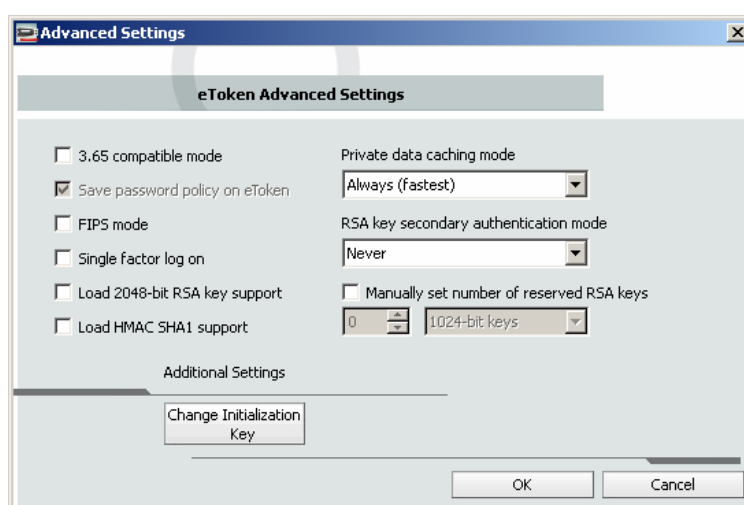 Advanced Settings
eToken Advanced Settings
3.65 compatible mode
Save password policy on eToken
FIPS mode
Single factor log on
Load 2048-bit RSA key support
Load HMAC SHA1 support
Private data caching mode
Always (fastest)
RSA key secondary authentication mode
Never
Manually set number of reserved RSA keys
0 1024-bit keys
Additional Settings
Change Initialization
Key
OK Cancel